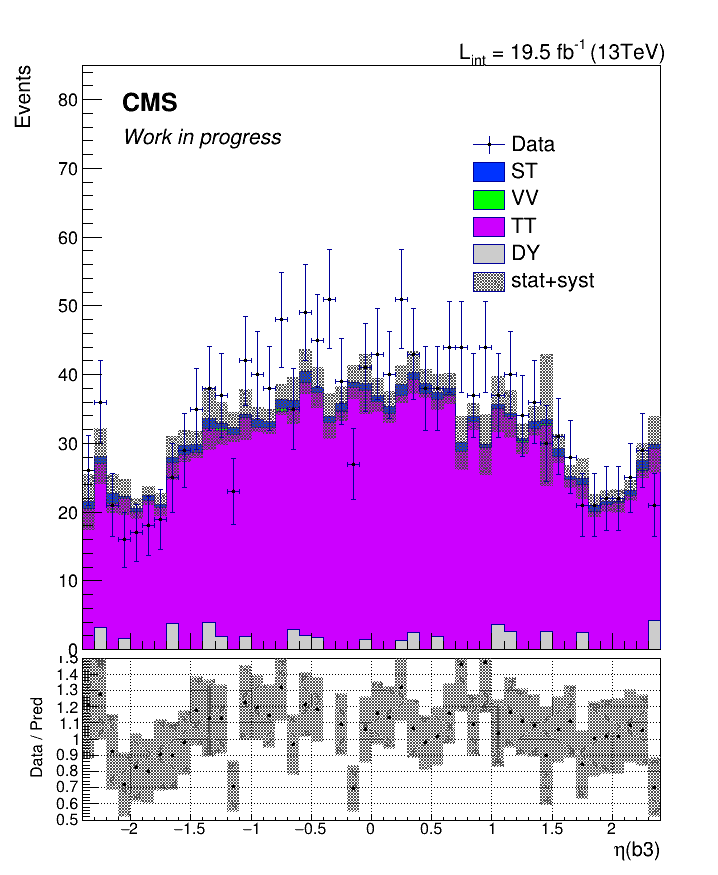 L_int = 19.5 fb^-1 (13TeV)
Events
CMS
Work in progress
Data
ST
VV
TT
DY
stat+syst
80
70
60
50
40
30
20
10
0
Data / Pred
1.5
1.4
1.3
1.2
1.1
1
0.9
0.8
0.7
0.6
0.5
−2 −1.5 −1 −0.5 0 0.5 1 1.5 2
η(b3)